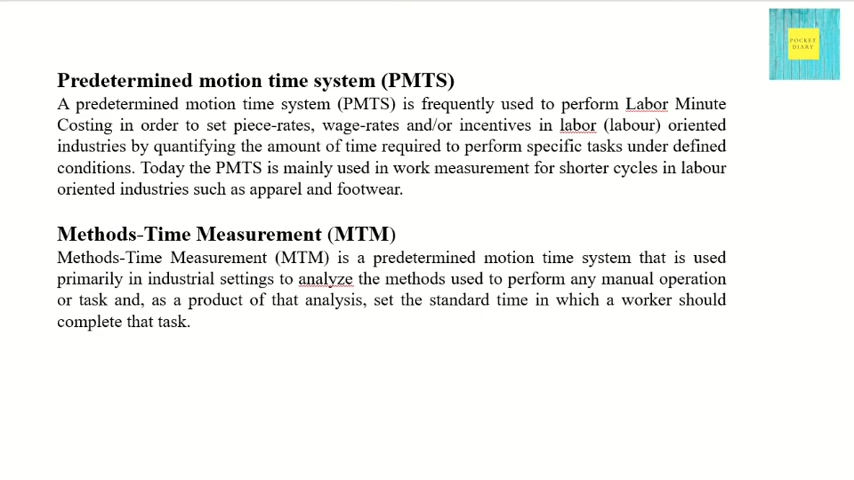 POCKET
DIARY
Predetermined motion time system (PMTS)
A predetermined motion time system (PMTS) is frequently used to perform Labor Minute
Costing in order to set piece-rates, wage-rates and/or incentives in labor (labour) oriented
industries by quantifying the amount of time required to perform specific tasks under defined
conditions. Today the PMTS is mainly used in work measurement for shorter cycles in labour
oriented industries such as apparel and footwear.
Methods-Time Measurement (MTM)
Methods-Time Measurement (MTM) is a predetermined motion time system that is used
primarily in industrial settings to analyze the methods used to perform any manual operation
or task and, as a product of that analysis, set the standard time in which a worker should
complete that task.